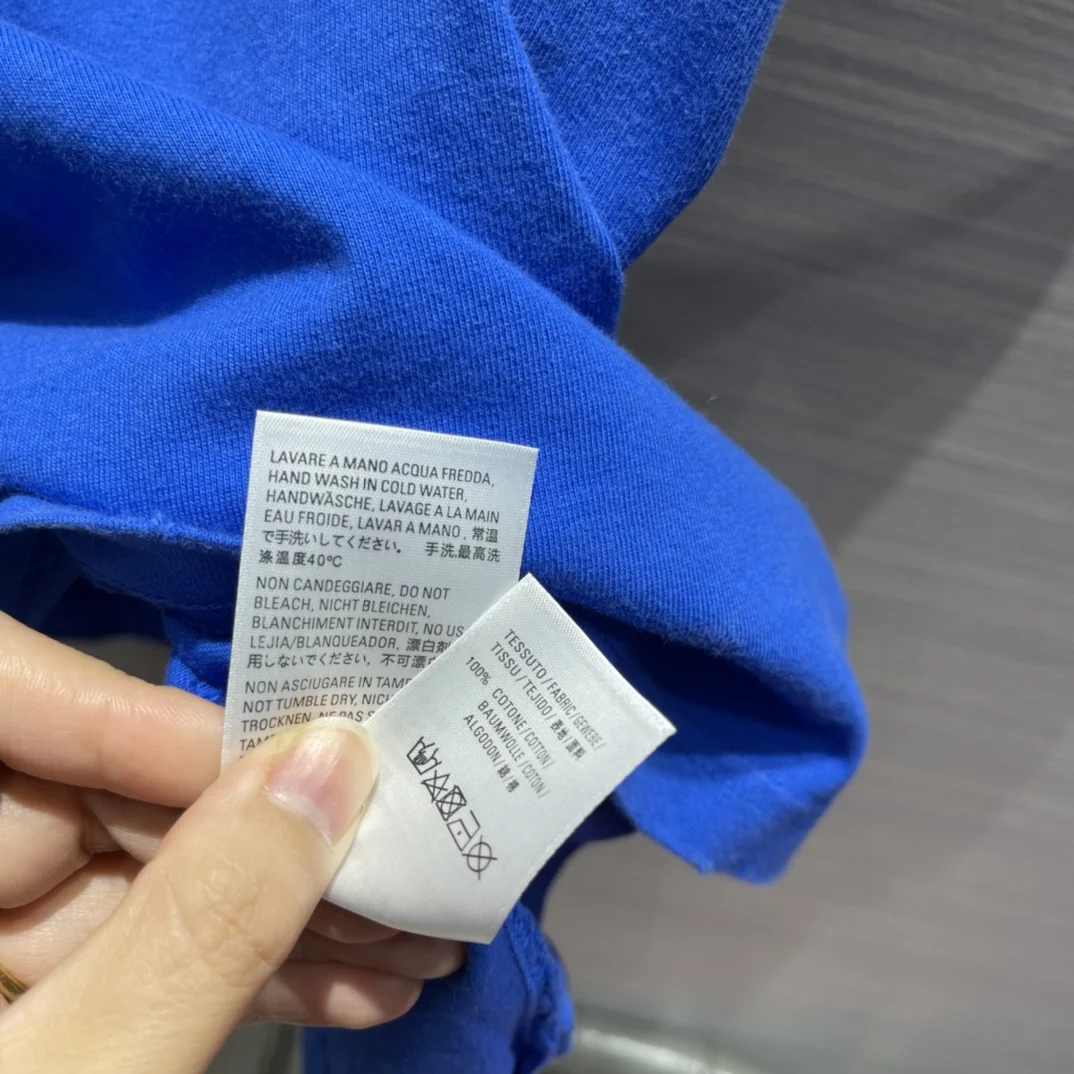 LAVARE A MANO ACQUA FREDDA,
HAND WASH IN COLD WATER,
HANDWÄSCHE, LAVAGE A LA MAIN
EAU FROIDE, LAVAR A MANO, 常温
で手洗いしてください。 手洗,最高洗
涤温度40°C
NON CANDEGGIARE, DO NOT
BLEACH, NICHT BLEICHEN,
BLANCHIMENT INTERDIT, NO US
LEJIA/BLANQUEADOR, 漂白剤
用しないでください, 不可漂
NON ASCIUGARE IN TAM
NOT TUMBLE DRY, NIC
TROCKNEN, NE PAS
TAM
TESSUTO / FABRIC / GEWEBE /
TISSU / TEJIDO / 表地 / 面料
100% COTONE / COTTON /
BAUMWOLLE / COTON /
ALGODON / 綿 / 棉